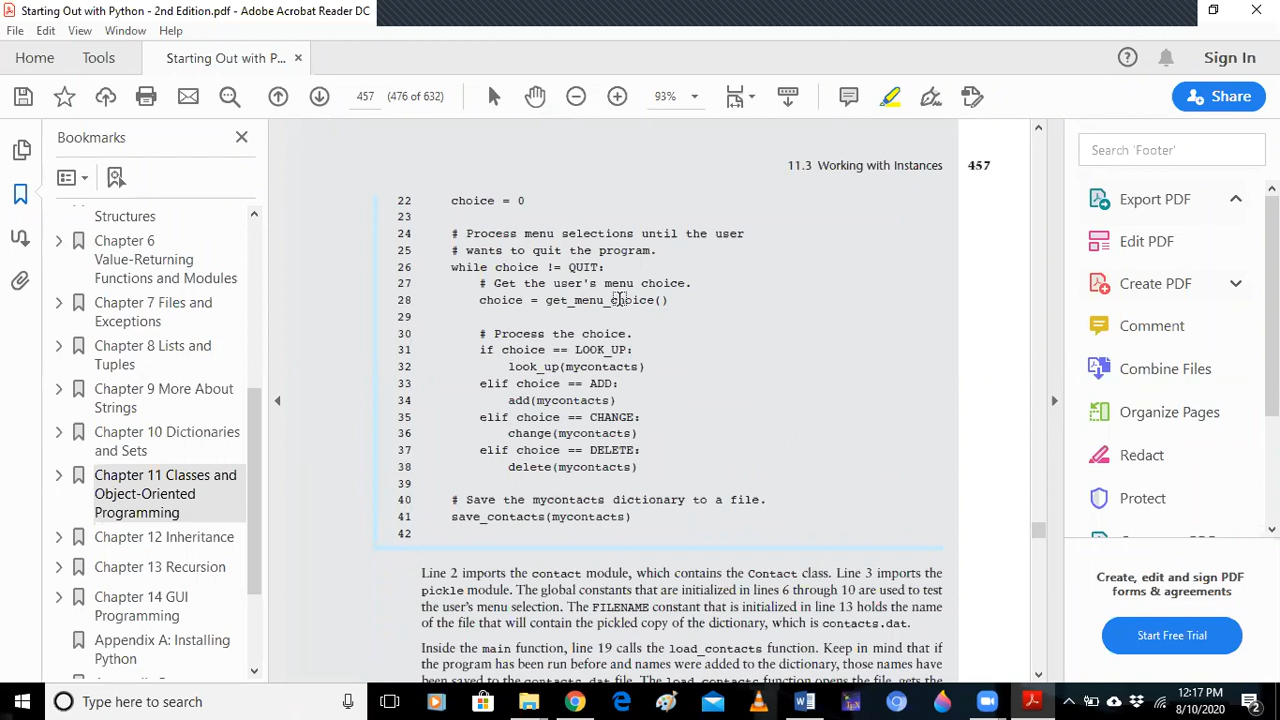 Starting Out with Python - 2nd Edition.pdf - Adobe Acrobat Reader DC
File Edit View Window Help
Home Tools Starting Out with P... × Sign In
457 (476 of 632) 93% Share
Bookmarks
Structures
Chapter 6
Value-Returning
Functions and Modules
Chapter 7 Files and
Exceptions
Chapter 8 Lists and
Tuples
Chapter 9 More About
Strings
Chapter 10 Dictionaries
and Sets
Chapter 11 Classes and
Object-Oriented
Programming
Chapter 12 Inheritance
Chapter 13 Recursion
Chapter 14 GUI
Programming
Appendix A: Installing
Python
11.3 Working with Instances 457
22 choice = 0
23
24 # Process menu selections until the user
25 # wants to quit the program.
26 while choice != QUIT:
27 # Get the user's menu choice.
28 choice = get_menu_choice()
29
30 # Process the choice.
31 if choice == LOOK_UP:
32 look_up(mycontacts)
33 elif choice == ADD:
34 add(mycontacts)
35 elif choice == CHANGE:
36 change(mycontacts)
37 elif choice == DELETE:
38 delete(mycontacts)
39
40 # Save the mycontacts dictionary to a file.
41 save_contacts(mycontacts)
42
Line 2 imports the contact module, which contains the Contact class. Line 3 imports the
pickle module. The global constants that are initialized in lines 6 through 10 are used to test
the user's menu selection. The FILENAME constant that is initialized in line 13 holds the name
of the file that will contain the pickled copy of the dictionary, which is contacts.dat.
Inside the main function, line 19 calls the load_contacts function. Keep in mind that if
the program has been run before and names were added to the dictionary, those names have
been saved to the contacts.dat file. The load_contacts function opens the file, gets the
Search 'Footer'
Export PDF
Edit PDF
Create PDF
Comment
Combine Files
Organize Pages
Redact
Protect
Create, edit and sign PDF
forms & agreements
Start Free Trial
Type here to search
12:17 PM
8/10/2020